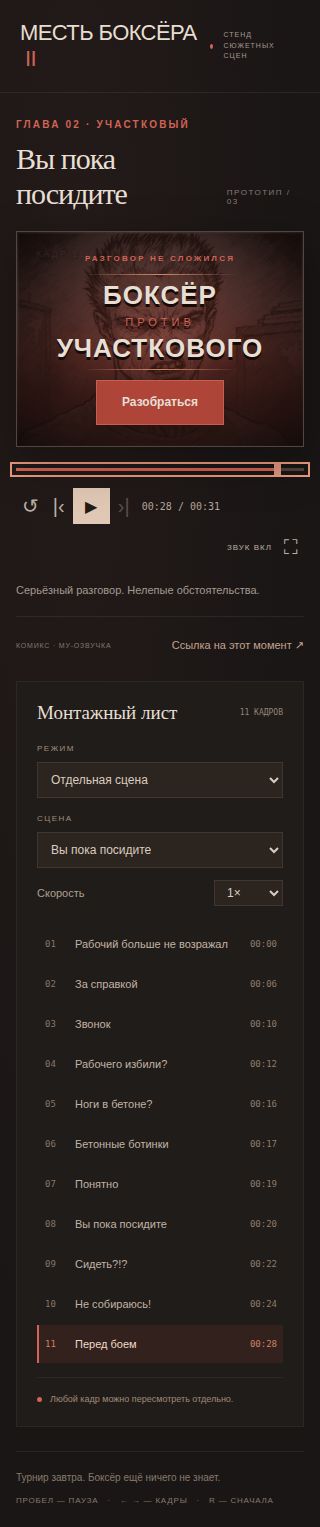 МЕСТЬ БОКСЁРА
II
СТЕНД
СЮЖЕТНЫХ
СЦЕН
ГЛАВА 02 · УЧАСТКОВЫЙ
Вы пока
посидите
ПРОТОТИП /
03
РАЗГОВОР НЕ СЛОЖИЛСЯ
БОКСЁР
ПРОТИВ
УЧАСТКОВОГО
Разобраться
00:28 / 00:31
ЗВУК ВКЛ
Серьёзный разговор. Нелепые обстоятельства.
КОМИКС · МУ-ОЗВУЧКА
Ссылка на этот момент ↗
Монтажный лист
11 КАДРОВ
РЕЖИМ
Отдельная сцена
СЦЕНА
Вы пока посидите
Скорость
1×
01 Рабочий больше не возражал 00:00
02 За справкой 00:06
03 Звонок 00:10
04 Рабочего избили? 00:12
05 Ноги в бетоне? 00:16
06 Бетонные ботинки 00:17
07 Понятно 00:19
08 Вы пока посидите 00:20
09 Сидеть?!? 00:22
10 Не собираюсь! 00:24
11 Перед боем 00:28
Любой кадр можно пересмотреть отдельно.
Турнир завтра. Боксёр ещё ничего не знает.
ПРОБЕЛ — ПАУЗА · ← → — КАДРЫ · R — СНАЧАЛА